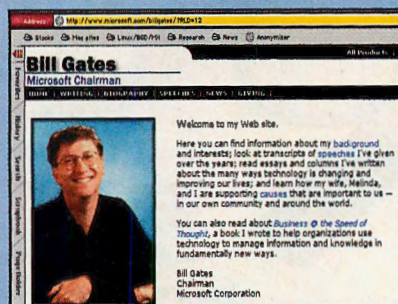 Address: http://www.microsoft.com/billgates/?RLD=12
Stocks Mac sites Linux/BSD/MX Research News Anonymizer
All Products
Bill Gates
Microsoft Chairman
HOME | WRITING | BIOGRAPHY | SPEECHES | NEWS | GIVING |
Favorites
History
Search
Scrapbook
Page Holder
Welcome to my Web site.
Here you can find information about my background
and interests; look at transcripts of speeches I've given
over the years; read essays and columns I've written
about the many ways technology is changing and
improving our lives; and learn how my wife, Melinda,
and I are supporting causes that are important to us —
in our own community and around the world.
You can also read about Business @ the Speed of
Thought, a book I wrote to help organizations use
technology to manage information and knowledge in
fundamentally new ways.
Bill Gates
Chairman
Microsoft Corporation